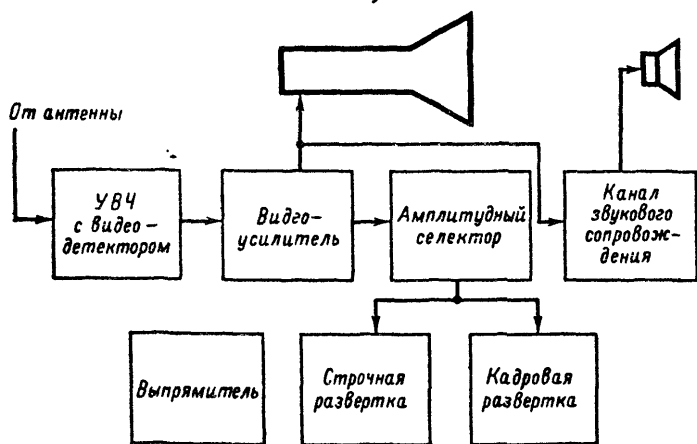 От антенны
УВЧ
с видео-
детектором
Видео-
усилитель
Амплитудный
селектор
Канал
звукового
сопровож-
дения
Выпрямитель
Строчная
развертка
Кадровая
развертка